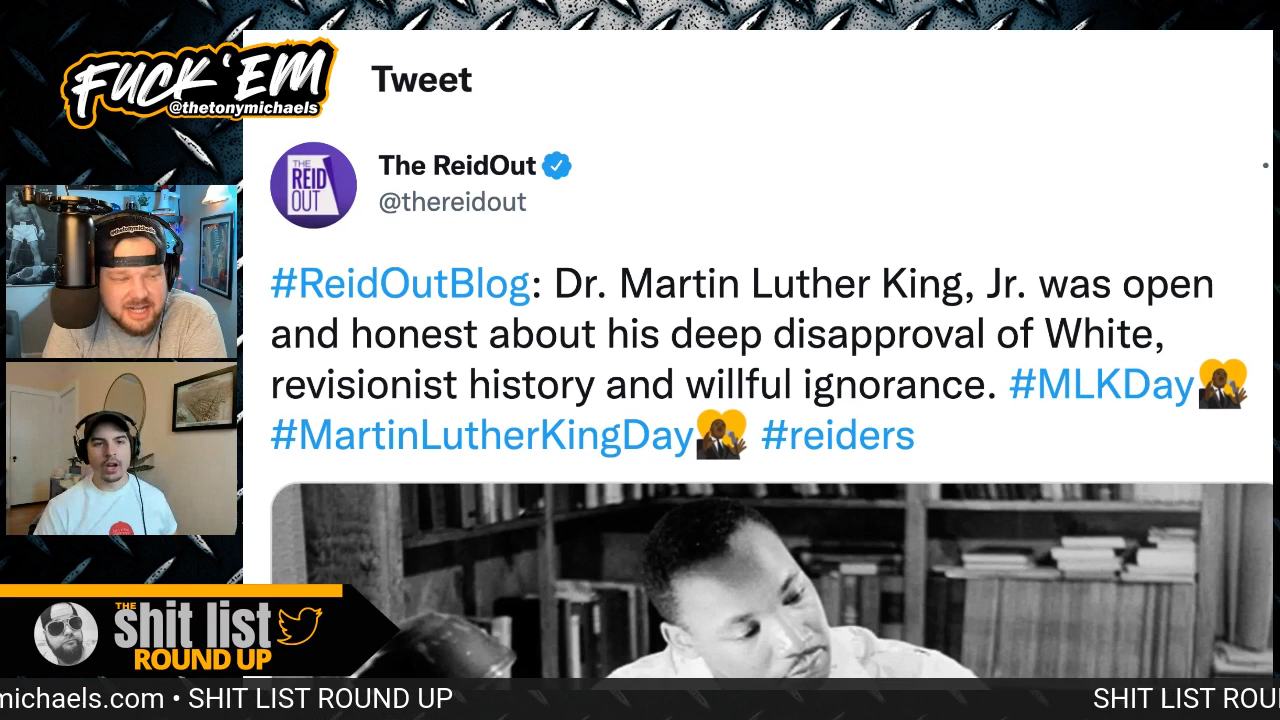 FUCK 'EM
@thetonymichaels
Tweet
THE
REID
OUT
The ReidOut
@thereidout
#ReidOutBlog: Dr. Martin Luther King, Jr. was open
and honest about his deep disapproval of White,
revisionist history and willful ignorance. #MLKDay
#MartinLutherKingDay #reiders
THE
shit list
ROUND UP
michaels.com • SHIT LIST ROUND UP
SHIT LIST ROU